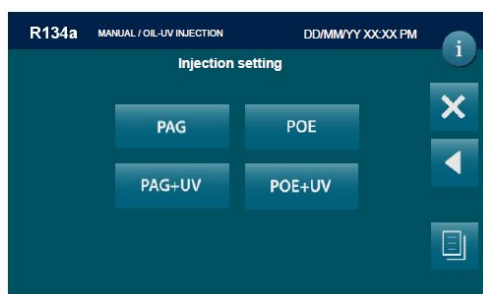 R134a MANUAL / OIL-UV INJECTION DD/MM/YY XX:XX PM
i
Injection setting
PAG POE
PAG+UV POE+UV